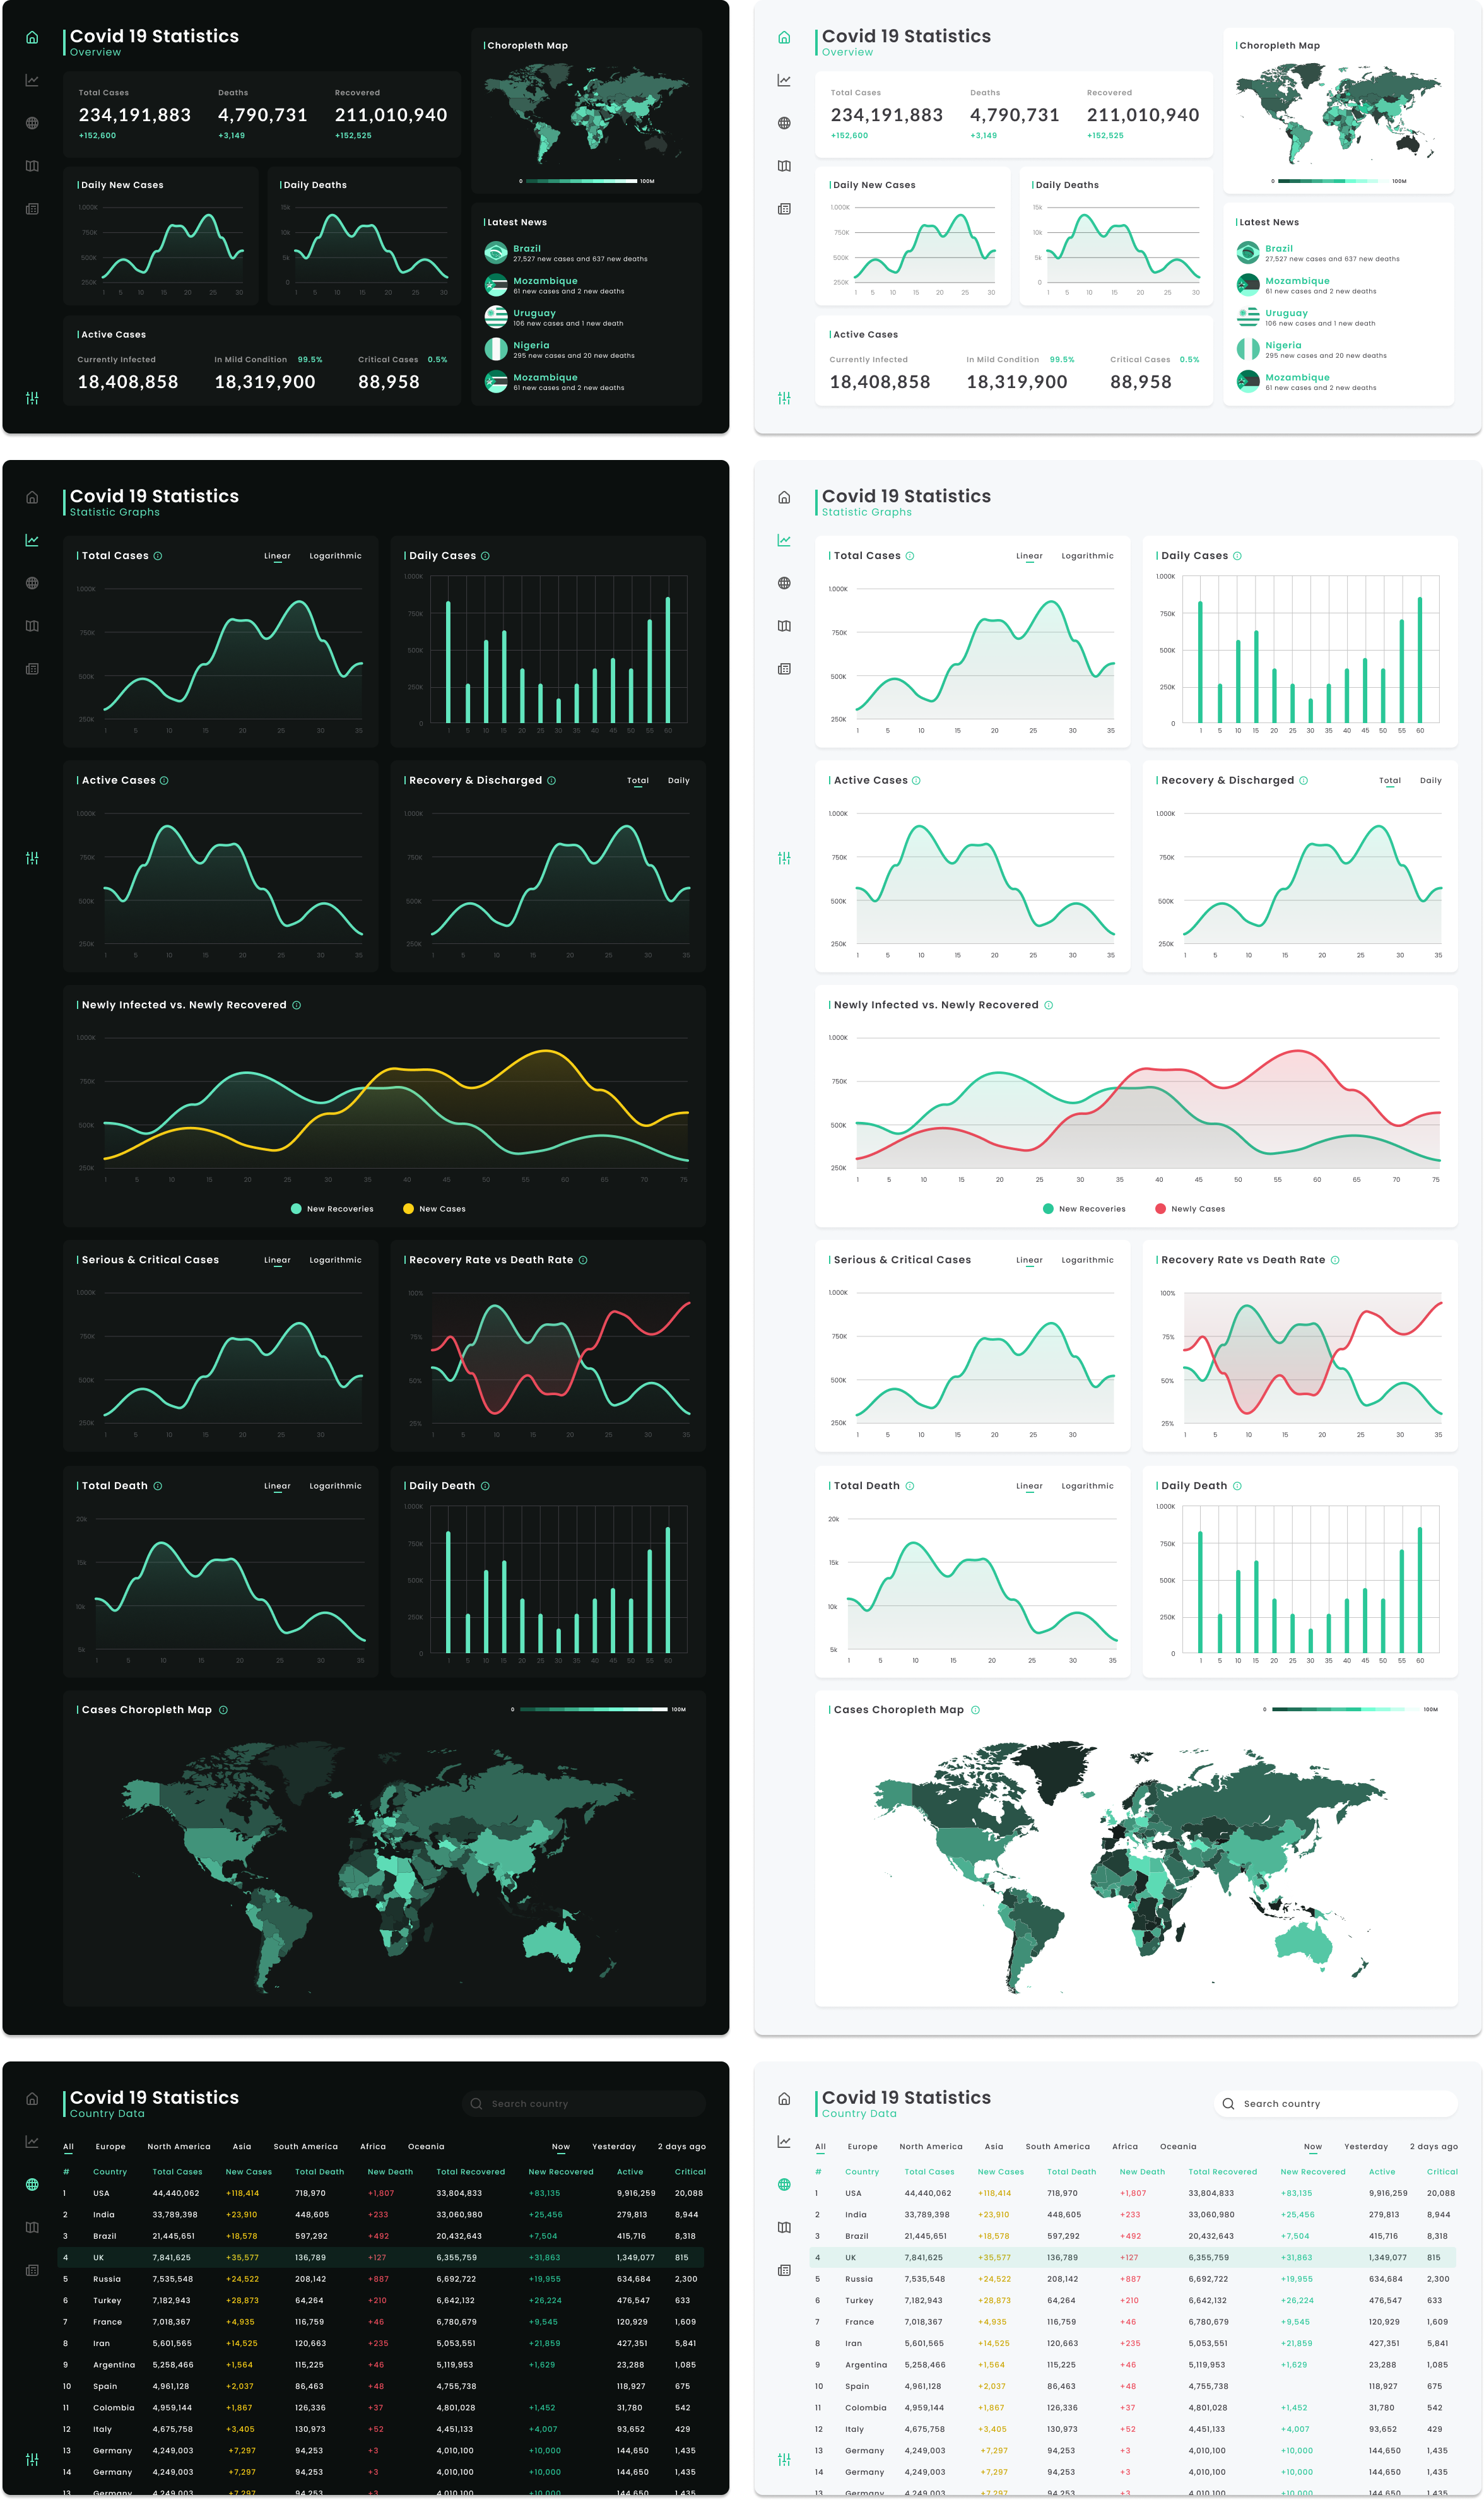 Covid 19 Statistics
Overview
Total Cases Deaths Recovered
234,191,883 4,790,731 211,010,940
+152,600 +3,149 +152,525
Daily New Cases
1.000K
750K
500K
250K
1 5 10 15 20 25 30
Daily Deaths
15k
10k
5k
0
1 5 10 15 20 25 30
Active Cases
Currently Infected In Mild Condition 99.5% Critical Cases 0.5%
18,408,858 18,319,900 88,958
Choropleth Map
0 100M
Latest News
Brazil
27,527 new cases and 637 new deaths
Mozambique
61 new cases and 2 new deaths
Uruguay
106 new cases and 1 new death
Nigeria
295 new cases and 20 new deaths
Mozambique
61 new cases and 2 new deaths
Covid 19 Statistics
Overview
Total Cases Deaths Recovered
234,191,883 4,790,731 211,010,940
+152,600 +3,149 +152,525
Daily New Cases
1.000K
750K
500K
250K
1 5 10 15 20 25 30
Daily Deaths
15k
10k
5k
0
1 5 10 15 20 25 30
Active Cases
Currently Infected In Mild Condition 99.5% Critical Cases 0.5%
18,408,858 18,319,900 88,958
Choropleth Map
0 100M
Latest News
Brazil
27,527 new cases and 637 new deaths
Mozambique
61 new cases and 2 new deaths
Uruguay
106 new cases and 1 new death
Nigeria
295 new cases and 20 new deaths
Mozambique
61 new cases and 2 new deaths
Covid 19 Statistics
Statistic Graphs
Total Cases Linear Logarithmic
1.000K
750K
500K
250K
1 5 10 15 20 25 30 35
Daily Cases
1.000K
750K
500K
250K
0
1 5 10 15 20 25 30 35 40 45 50 55 60
Active Cases
1.000K
750K
500K
250K
1 5 10 15 20 25 30 35
Recovery & Discharged Total Daily
1.000K
750K
500K
250K
1 5 10 15 20 25 30 35
Newly Infected vs. Newly Recovered
1.000K
750K
500K
250K
1 5 10 15 20 25 30 35 40 45 50 55 60 65 70 75
New Recoveries New Cases
Serious & Critical Cases Linear Logarithmic
1.000K
750K
500K
250K
1 5 10 15 20 25 30
Recovery Rate vs Death Rate
100%
75%
50%
25%
1 5 10 15 20 25 30 35
Total Death Linear Logarithmic
20k
15k
10k
5k
1 5 10 15 20 25 30 35
Daily Death
1.000K
750K
500K
250K
0
1 5 10 15 20 25 30 35 40 45 50 55 60
Cases Choropleth Map 0 100M
Covid 19 Statistics
Statistic Graphs
Total Cases Linear Logarithmic
1.000K
750K
500K
250K
1 5 10 15 20 25 30 35
Daily Cases
1.000K
750K
500K
250K
0
1 5 10 15 20 25 30 35 40 45 50 55 60
Active Cases
1.000K
750K
500K
250K
1 5 10 15 20 25 30 35
Recovery & Discharged Total Daily
1.000K
750K
500K
250K
1 5 10 15 20 25 30 35
Newly Infected vs. Newly Recovered
1.000K
750K
500K
250K
1 5 10 15 20 25 30 35 40 45 50 55 60 65 70 75
New Recoveries Newly Cases
Serious & Critical Cases Linear Logarithmic
1.000K
750K
500K
250K
1 5 10 15 20 25 30
Recovery Rate vs Death Rate
100%
75%
50%
25%
1 5 10 15 20 25 30 35
Total Death Linear Logarithmic
20k
15k
10k
5k
1 5 10 15 20 25 30 35
Daily Death
1.000K
750K
500K
250K
0
1 5 10 15 20 25 30 35 40 45 50 55 60
Cases Choropleth Map 0 100M
Covid 19 Statistics
Country Data
Search country
All Europe North America Asia South America Africa Oceania Now Yesterday 2 days ago
# Country Total Cases New Cases Total Death New Death Total Recovered New Recovered Active Critical
1 USA 44,440,062 +118,414 718,970 +1,807 33,804,833 +83,135 9,916,259 20,088
2 India 33,789,398 +23,910 448,605 +233 33,060,980 +25,456 279,813 8,944
3 Brazil 21,445,651 +18,578 597,292 +492 20,432,643 +7,504 415,716 8,318
4 UK 7,841,625 +35,577 136,789 +127 6,355,759 +31,863 1,349,077 815
5 Russia 7,535,548 +24,522 208,142 +887 6,692,722 +19,955 634,684 2,300
6 Turkey 7,182,943 +28,873 64,264 +210 6,642,132 +26,224 476,547 633
7 France 7,018,367 +4,935 116,759 +46 6,780,679 +9,545 120,929 1,609
8 Iran 5,601,565 +14,525 120,663 +235 5,053,551 +21,859 427,351 5,841
9 Argentina 5,258,466 +1,564 115,225 +46 5,119,953 +1,629 23,288 1,085
10 Spain 4,961,128 +2,037 86,463 +48 4,755,738 118,927 675
11 Colombia 4,959,144 +1,867 126,336 +37 4,801,028 +1,452 31,780 542
12 Italy 4,675,758 +3,405 130,973 +52 4,451,133 +4,007 93,652 429
13 Germany 4,249,003 +7,297 94,253 +3 4,010,100 +10,000 144,650 1,435
14 Germany 4,249,003 +7,297 94,253 +3 4,010,100 +10,000 144,650 1,435
13 Germany 4,249,003 +7,297 94,253 +3 4,010,100 +10,000 144,650 1,435
Covid 19 Statistics
Country Data
Search country
All Europe North America Asia South America Africa Oceania Now Yesterday 2 days ago
# Country Total Cases New Cases Total Death New Death Total Recovered New Recovered Active Critical
1 USA 44,440,062 +118,414 718,970 +1,807 33,804,833 +83,135 9,916,259 20,088
2 India 33,789,398 +23,910 448,605 +233 33,060,980 +25,456 279,813 8,944
3 Brazil 21,445,651 +18,578 597,292 +492 20,432,643 +7,504 415,716 8,318
4 UK 7,841,625 +35,577 136,789 +127 6,355,759 +31,863 1,349,077 815
5 Russia 7,535,548 +24,522 208,142 +887 6,692,722 +19,955 634,684 2,300
6 Turkey 7,182,943 +28,873 64,264 +210 6,642,132 +26,224 476,547 633
7 France 7,018,367 +4,935 116,759 +46 6,780,679 +9,545 120,929 1,609
8 Iran 5,601,565 +14,525 120,663 +235 5,053,551 +21,859 427,351 5,841
9 Argentina 5,258,466 +1,564 115,225 +46 5,119,953 +1,629 23,288 1,085
10 Spain 4,961,128 +2,037 86,463 +48 4,755,738 118,927 675
11 Colombia 4,959,144 +1,867 126,336 +37 4,801,028 +1,452 31,780 542
12 Italy 4,675,758 +3,405 130,973 +52 4,451,133 +4,007 93,652 429
13 Germany 4,249,003 +7,297 94,253 +3 4,010,100 +10,000 144,650 1,435
14 Germany 4,249,003 +7,297 94,253 +3 4,010,100 +10,000 144,650 1,435
13 Germany 4,249,003 +7,297 94,253 +3 4,010,100 +10,000 144,650 1,435